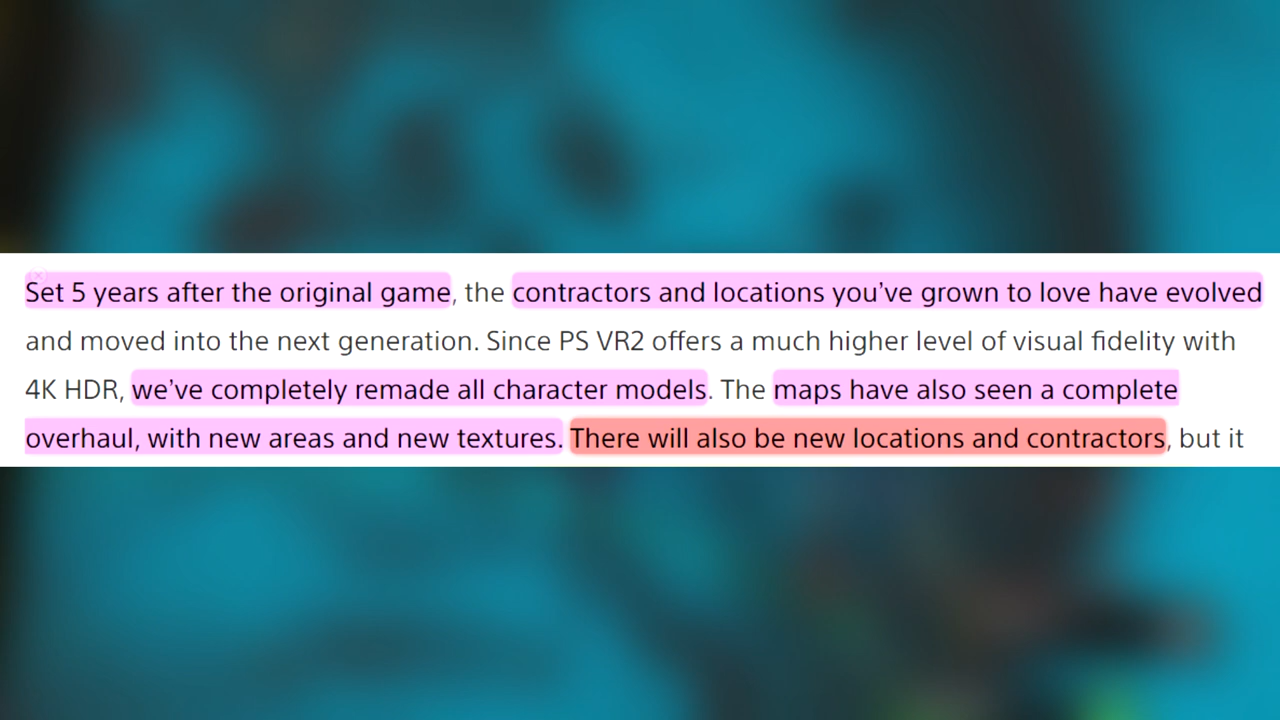 Set 5 years after the original game, the contractors and locations you’ve grown to love have evolved
and moved into the next generation. Since PS VR2 offers a much higher level of visual fidelity with
4K HDR, we’ve completely remade all character models. The maps have also seen a complete
overhaul, with new areas and new textures. There will also be new locations and contractors, but it